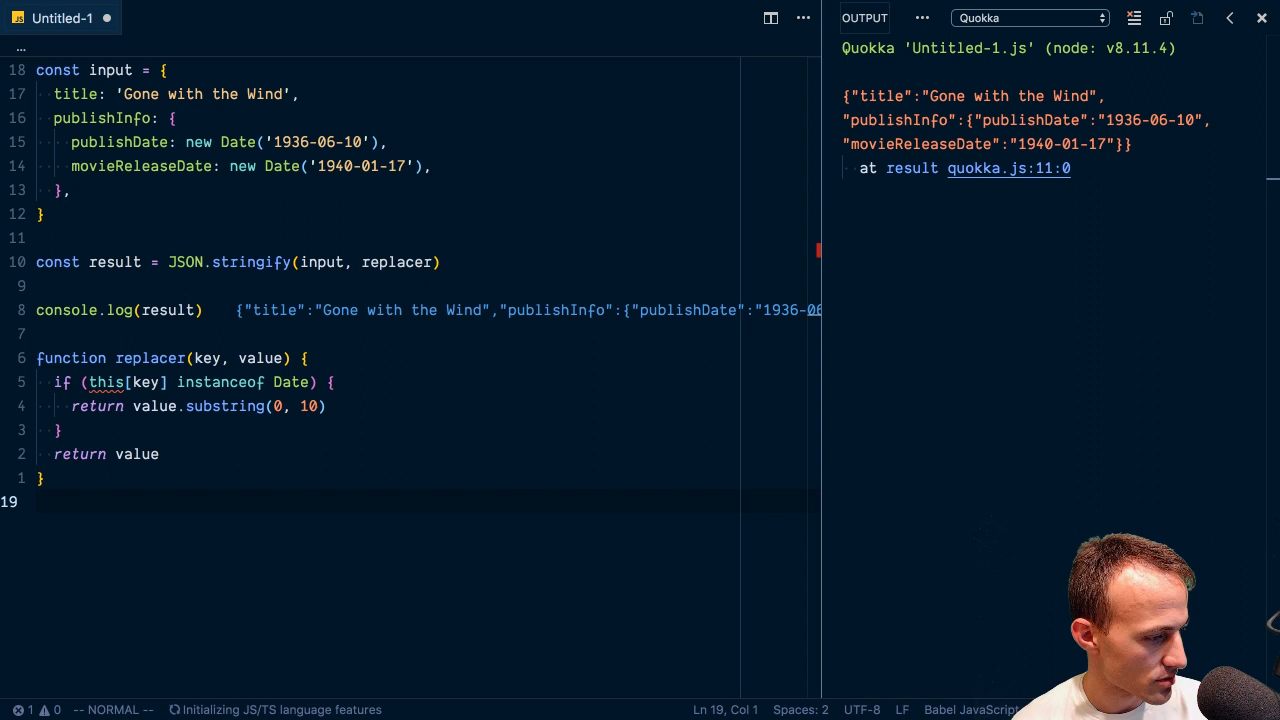 JS Untitled-1
...
18 const input = {
17 title: 'Gone with the Wind',
16 publishInfo: {
15 publishDate: new Date('1936-06-10'),
14 movieReleaseDate: new Date('1940-01-17'),
13 },
12 }
11
10 const result = JSON.stringify(input, replacer)
9
8 console.log(result) {"title":"Gone with the Wind","publishInfo":{"publishDate":"1936-06
7
6 function replacer(key, value) {
5 if (this[key] instanceof Date) {
4 return value.substring(0, 10)
3 }
2 return value
1 }
19
OUTPUT ... Quokka
Quokka 'Untitled-1.js' (node: v8.11.4)
{"title":"Gone with the Wind",
"publishInfo":{"publishDate":"1936-06-10",
"movieReleaseDate":"1940-01-17"}}
at result quokka.js:11:0
1 0 -- NORMAL -- Initializing JS/TS language features Ln 19, Col 1 Spaces: 2 UTF-8 LF Babel JavaScript